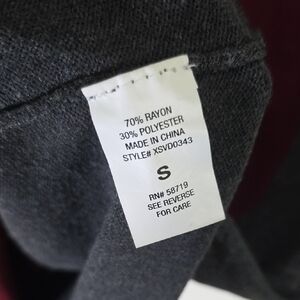 70% RAYON
30% POLYESTER
MADE IN CHINA
STYLE# XSVD0343
S
RN# 58719
SEE REVERSE
FOR CARE